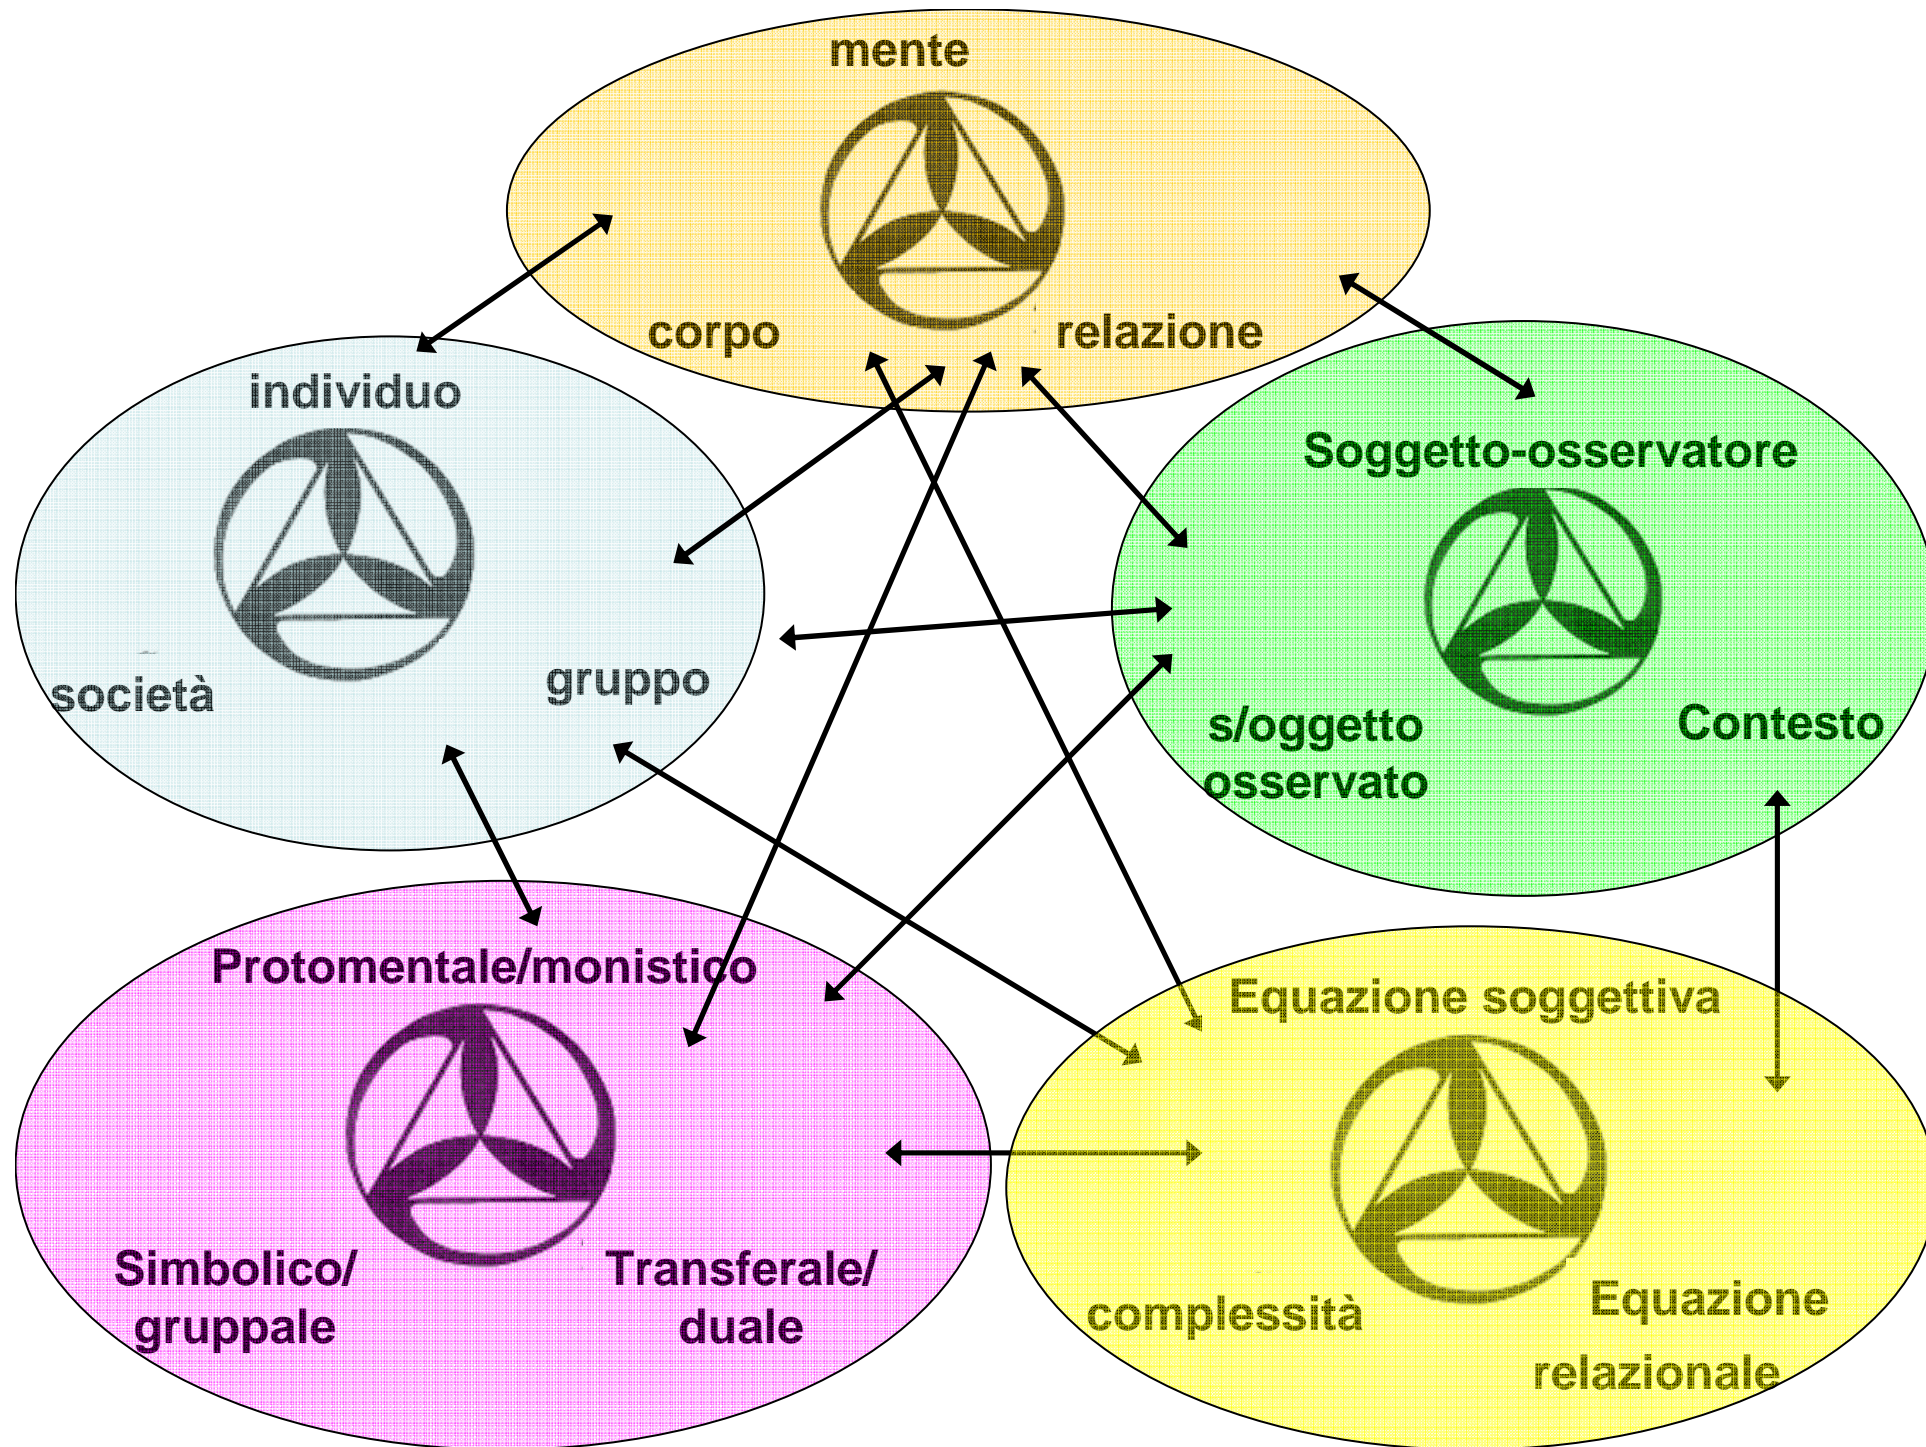 mente
corpo
relazione
individuo
società
gruppo
Soggetto-osservatore
s/oggetto
osservato
Contesto
Protomentale/monistico
Simbolico/
gruppale
Transferale/
duale
Equazione soggettiva
complessità
Equazione
relazionale